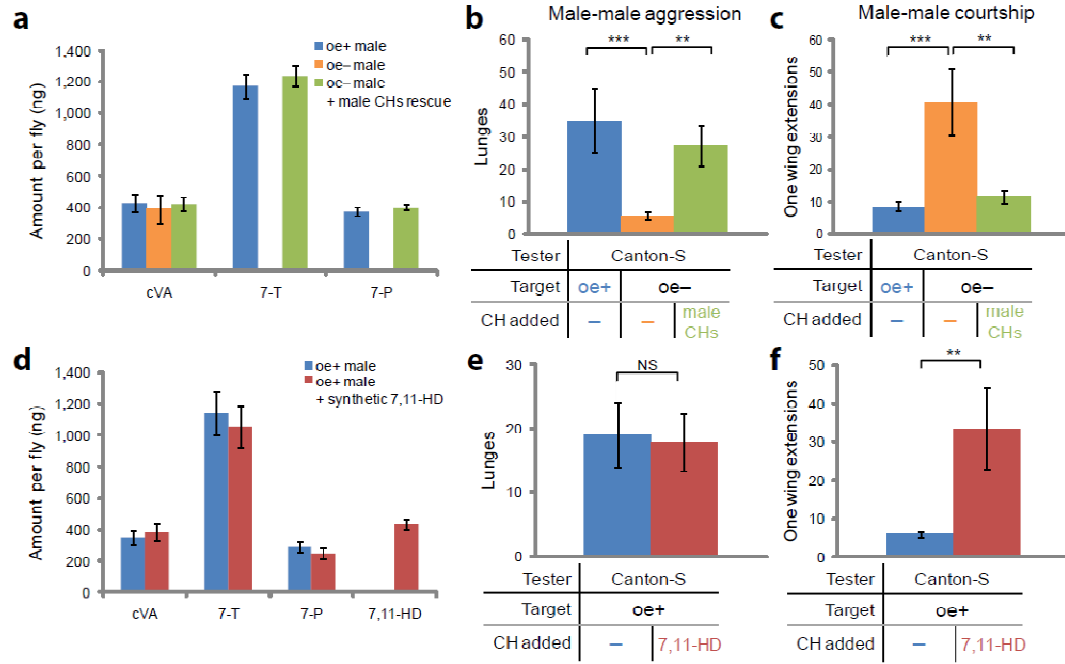 a
oe+ male
oe– male
oe– male
+ male CHs rescue
Amount per fly (ng)
1,400
1,200
1,000
800
600
400
200
0
cVA 7-T 7-P
b
Male-male aggression
*** **
Lunges
60
50
40
30
20
10
0
Tester Canton-S
Target oe+ oe–
CH added – – male
CHs
c
Male-male courtship
*** **
One wing extensions
60
50
40
30
20
10
0
Tester Canton-S
Target oe+ oe–
CH added – – male
CHs
d
oe+ male
oe+ male
+ synthetic 7,11-HD
Amount per fly (ng)
1,400
1,200
1,000
800
600
400
200
0
cVA 7-T 7-P 7,11-HD
e
NS
Lunges
30
20
10
0
Tester Canton-S
Target oe+
CH added – 7,11-HD
f
**
One wing extensions
50
40
30
20
10
0
Tester Canton-S
Target oe+
CH added – 7,11-HD